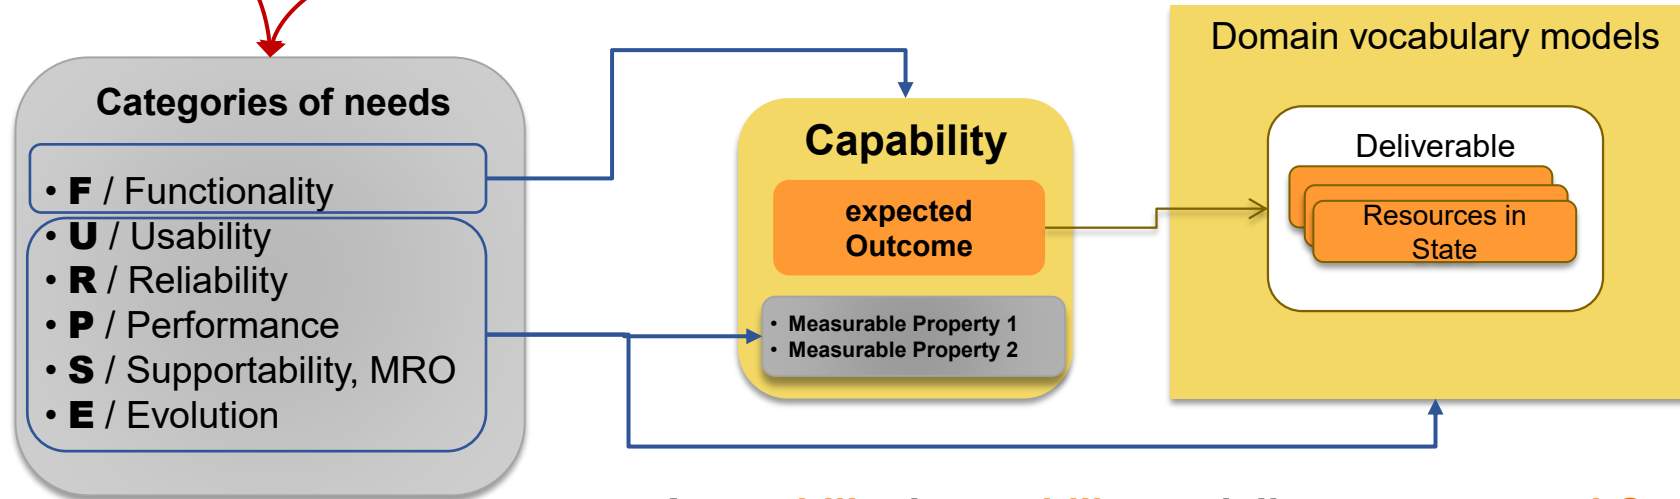 Categories of needs
• F / Functionality
• U / Usability
• R / Reliability
• P / Performance
• S / Supportability, MRO
• E / Evolution
Capability
expected
Outcome
• Measurable Property 1
• Measurable Property 2
Domain vocabulary models
Deliverable
Resources in
State